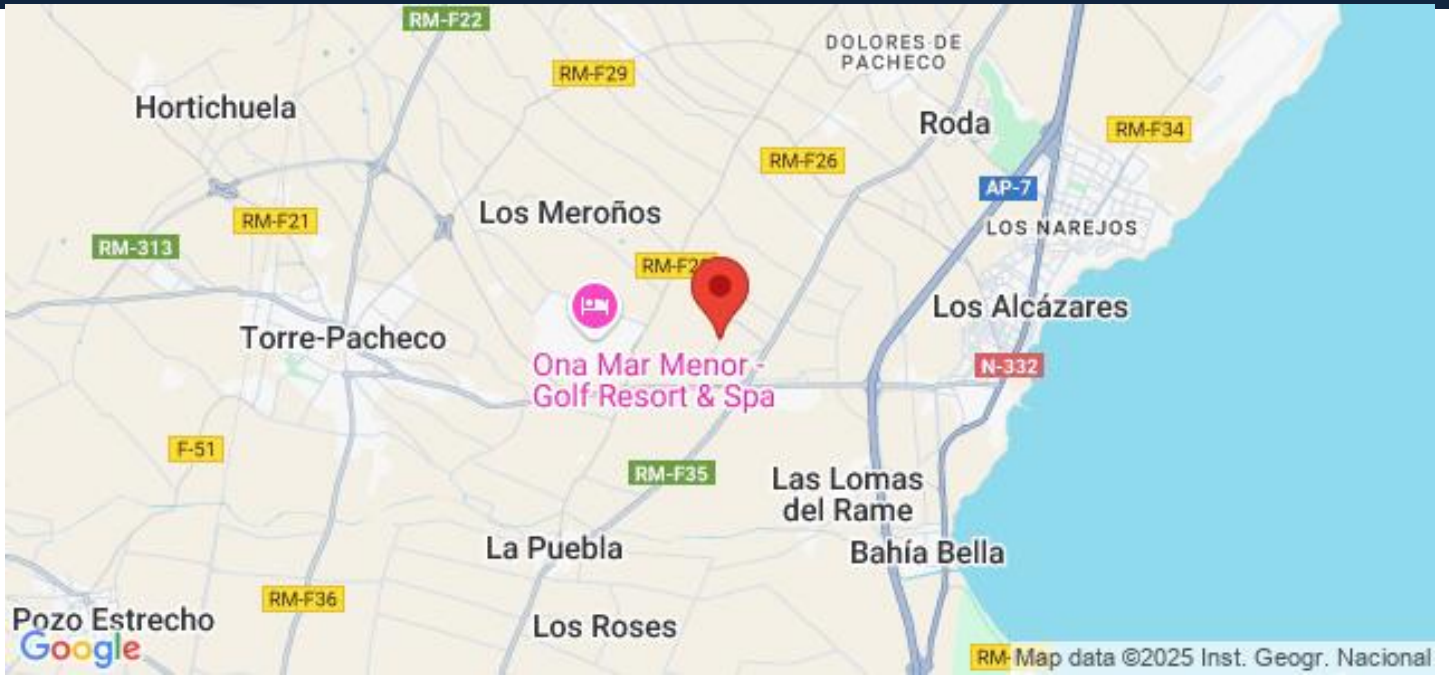 RM-F22
DOLORES DE
PACHECO
RM-F29
Hortichuela
Roda
RM-F34
RM-F26
AP-7
Los Meroños
RM-F21
LOS NAREJOS
RM-313
Los Alcázares
Torre-Pacheco
Ona Mar Menor -
Golf Resort & Spa
N-332
F-51
RM-F35
Las Lomas
del Rame
La Puebla
Bahía Bella
RM-F36
Pozo Estrecho
Los Roses
Google
Map data ©2025 Inst. Geogr. Nacional